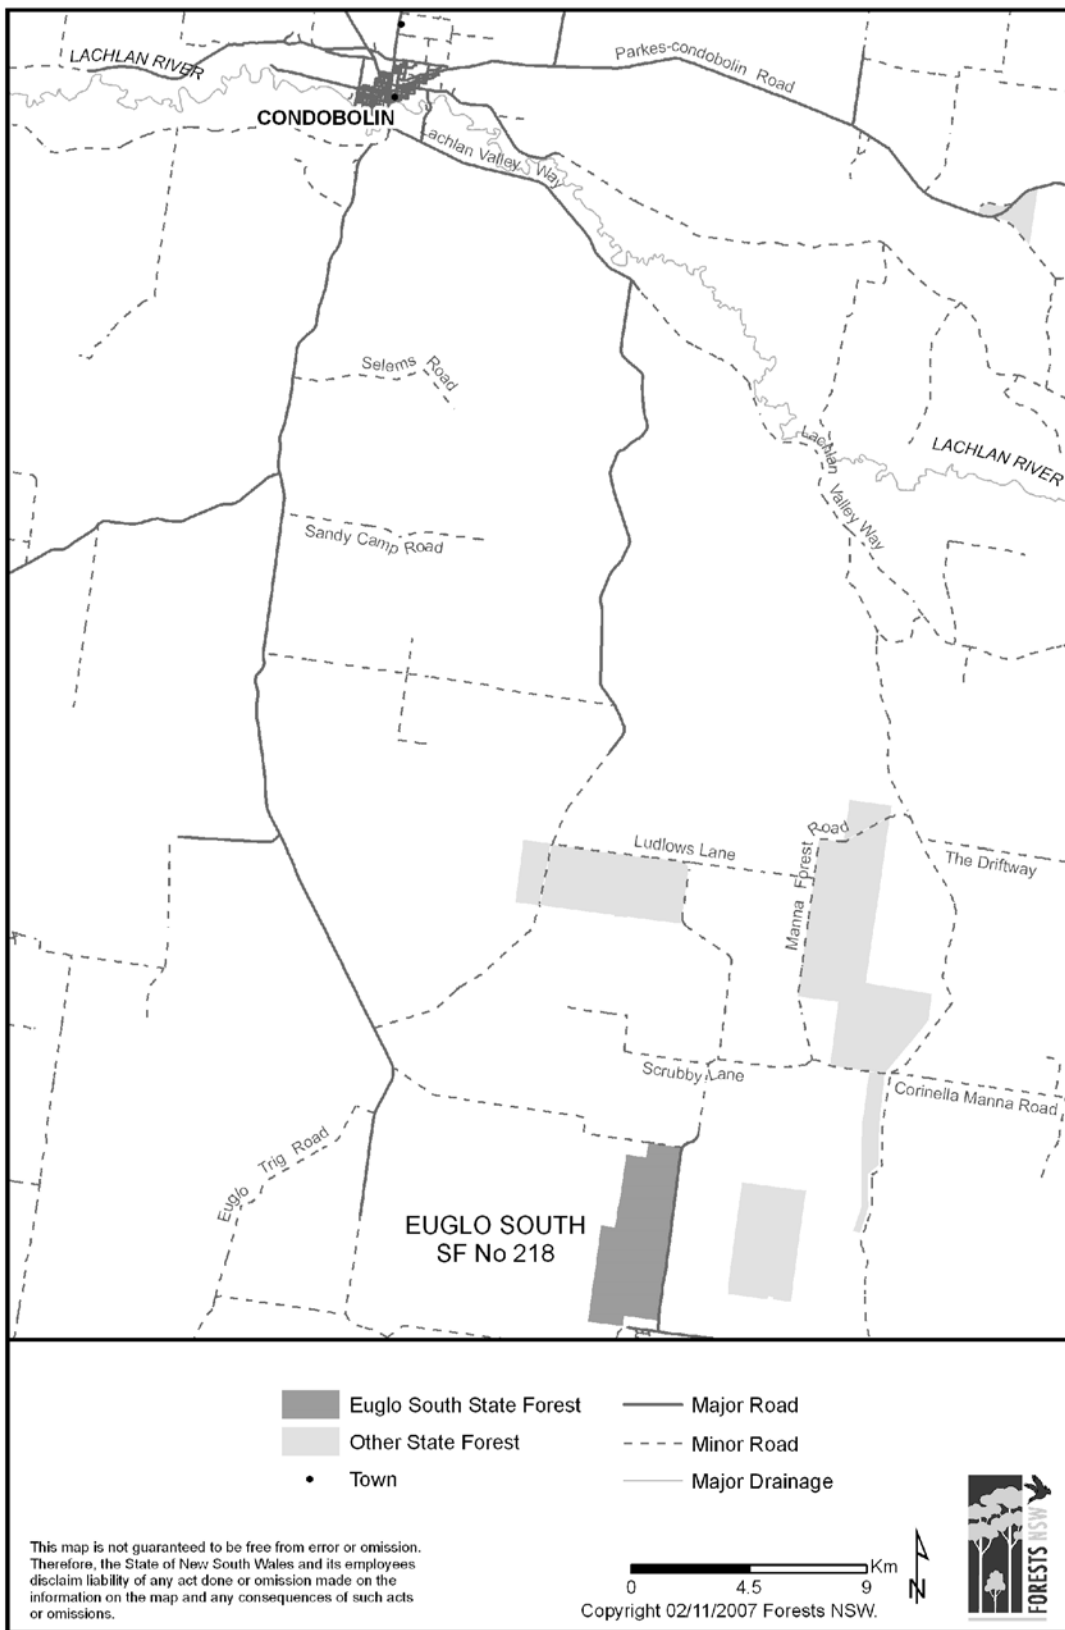 LACHLAN RIVER
Parkes-condobolin Road
CONDOBOLIN
Lachlan Valley Way
Selems Road
Lachlan Valley Way
LACHLAN RIVER
Sandy Camp Road
Ludlows Lane
Manna Forest Road
The Driftway
Scrubby Lane
Corinella Manna Road
Euglo Trig Road
EUGLO SOUTH
SF No 218
Euglo South State Forest
Other State Forest
Town
Major Road
Minor Road
Major Drainage
This map is not guaranteed to be free from error or omission.
Therefore, the State of New South Wales and its employees
disclaim liability of any act done or omission made on the
information on the map and any consequences of such acts
or omissions.
Km
0 4.5 9
Copyright 02/11/2007 Forests NSW.
N
FORESTS NSW